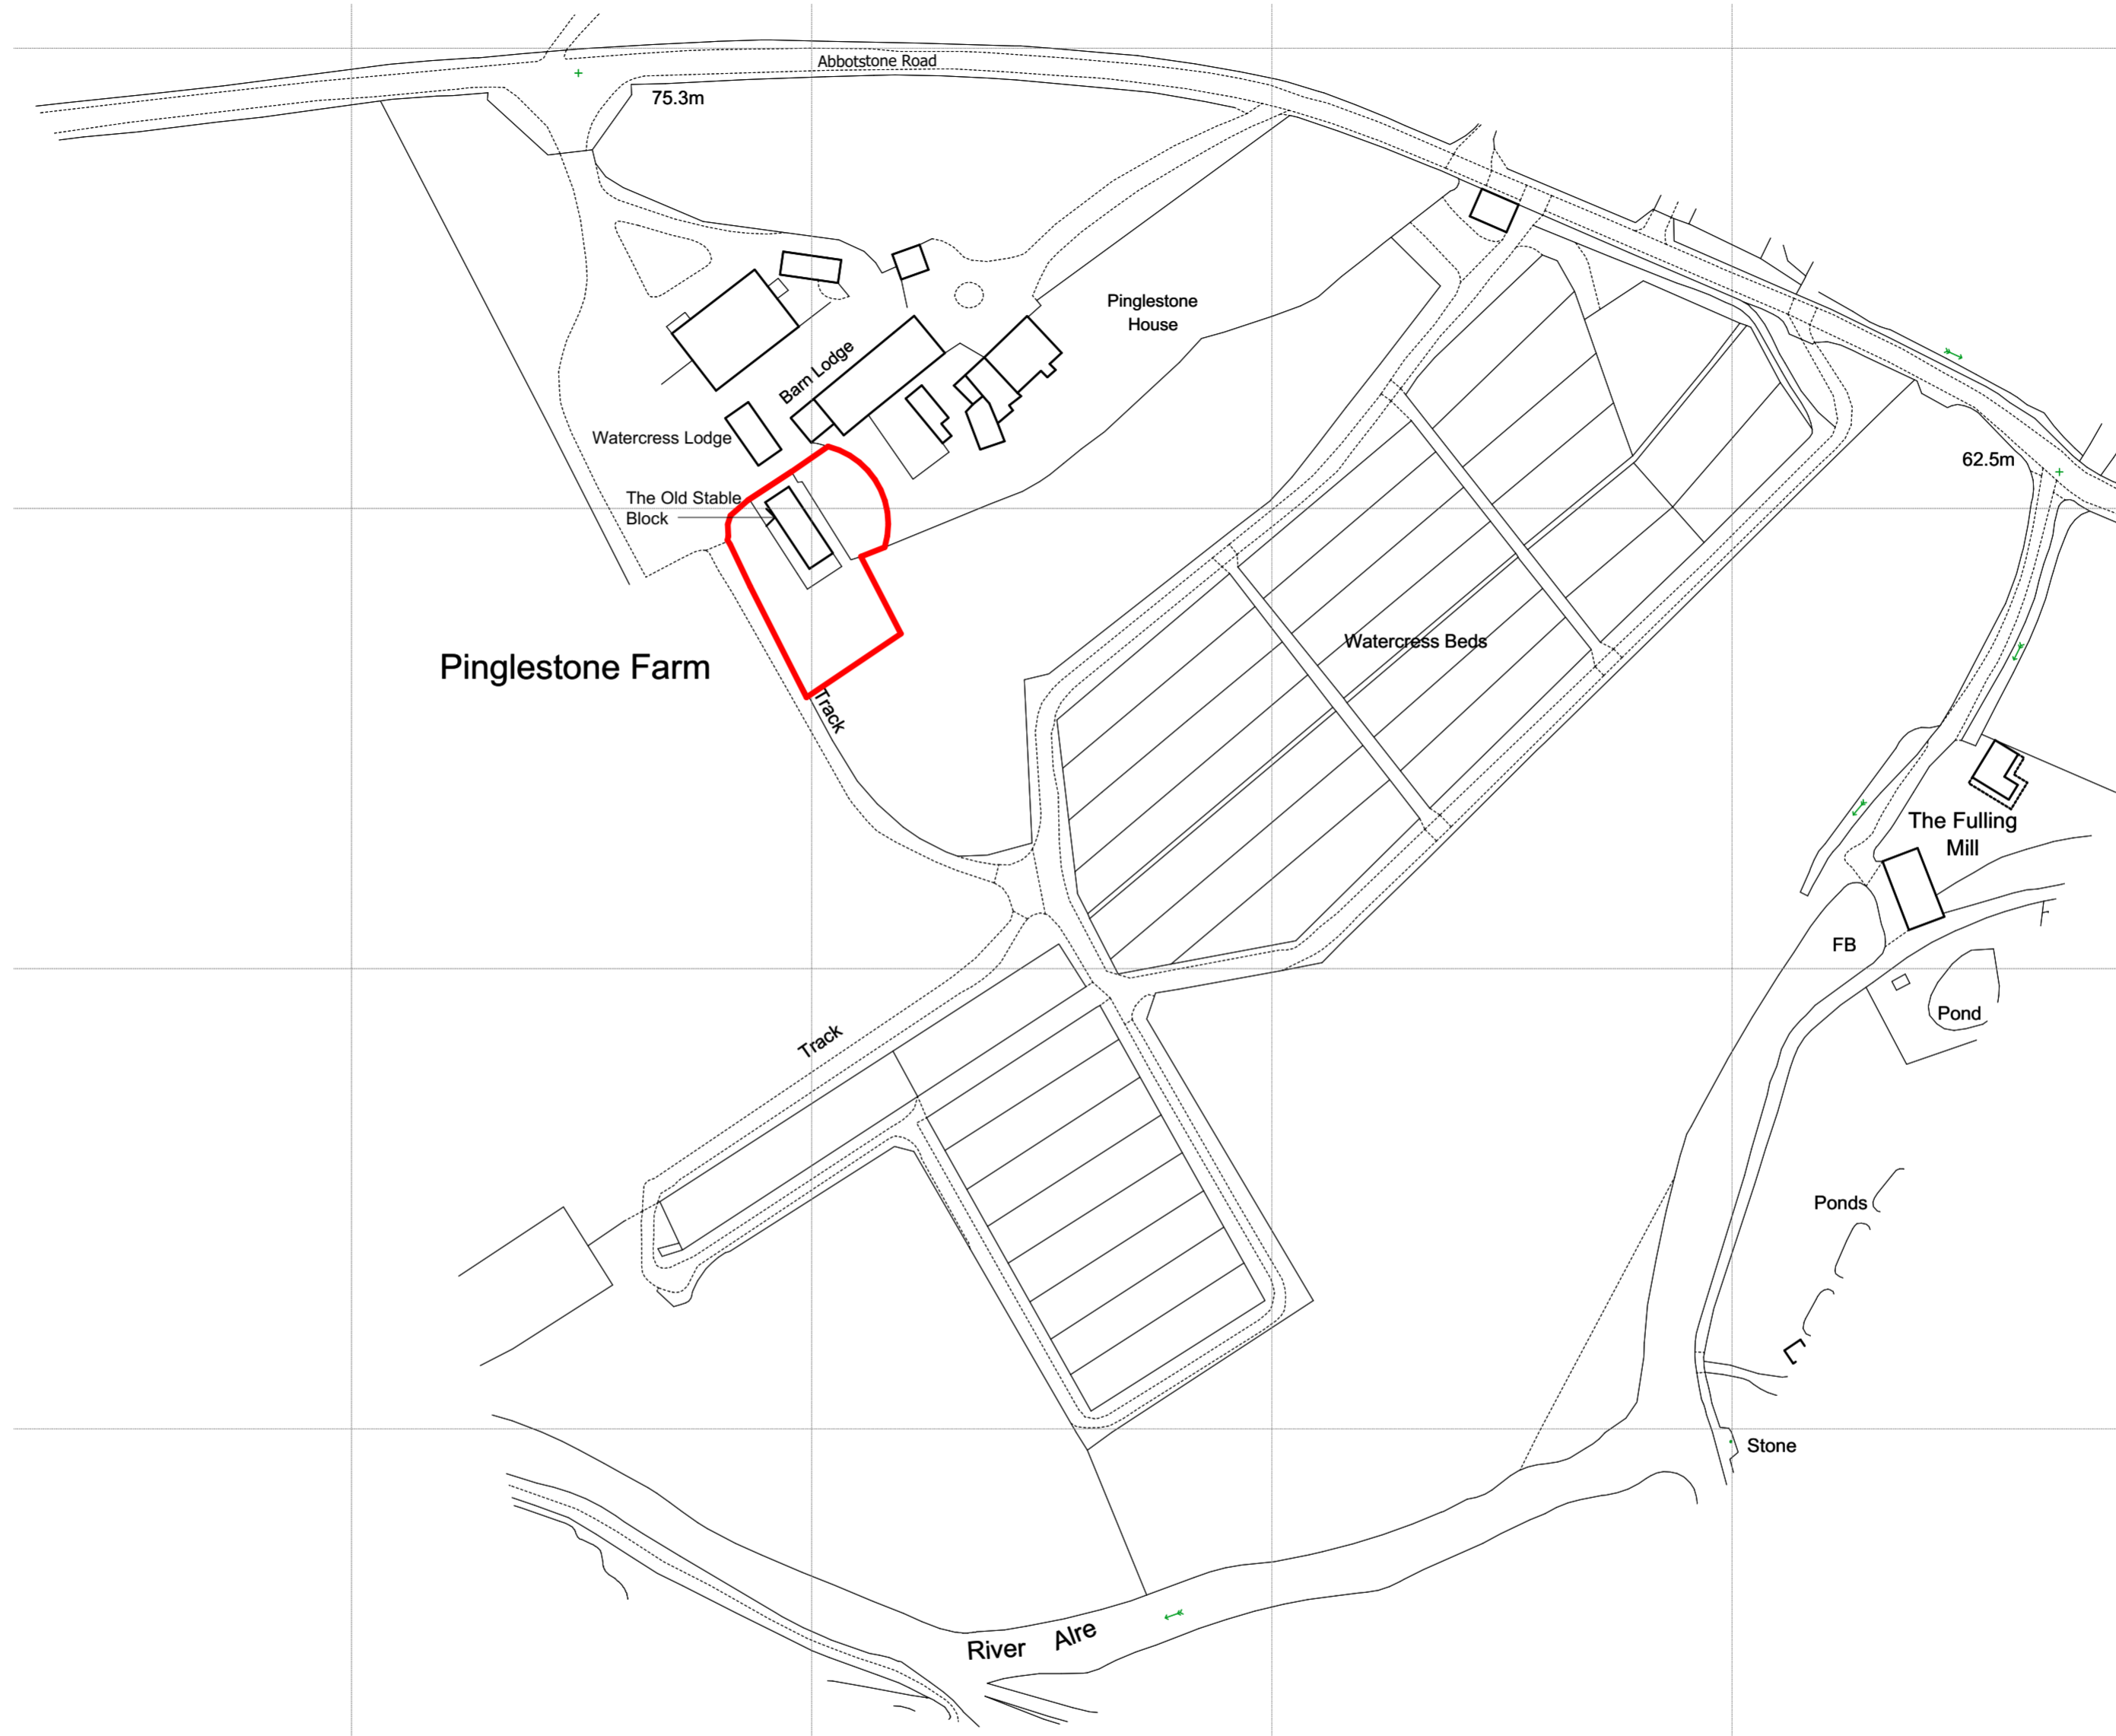 Abbotstone Road
75.3m
Pinglestone
House
Barn Lodge
Watercress Lodge
62.5m
The Old Stable
Block
Watercress Beds
Pinglestone Farm
Track
The Fulling
Mill
FB
Pond
Track
Ponds
Stone
River Alre